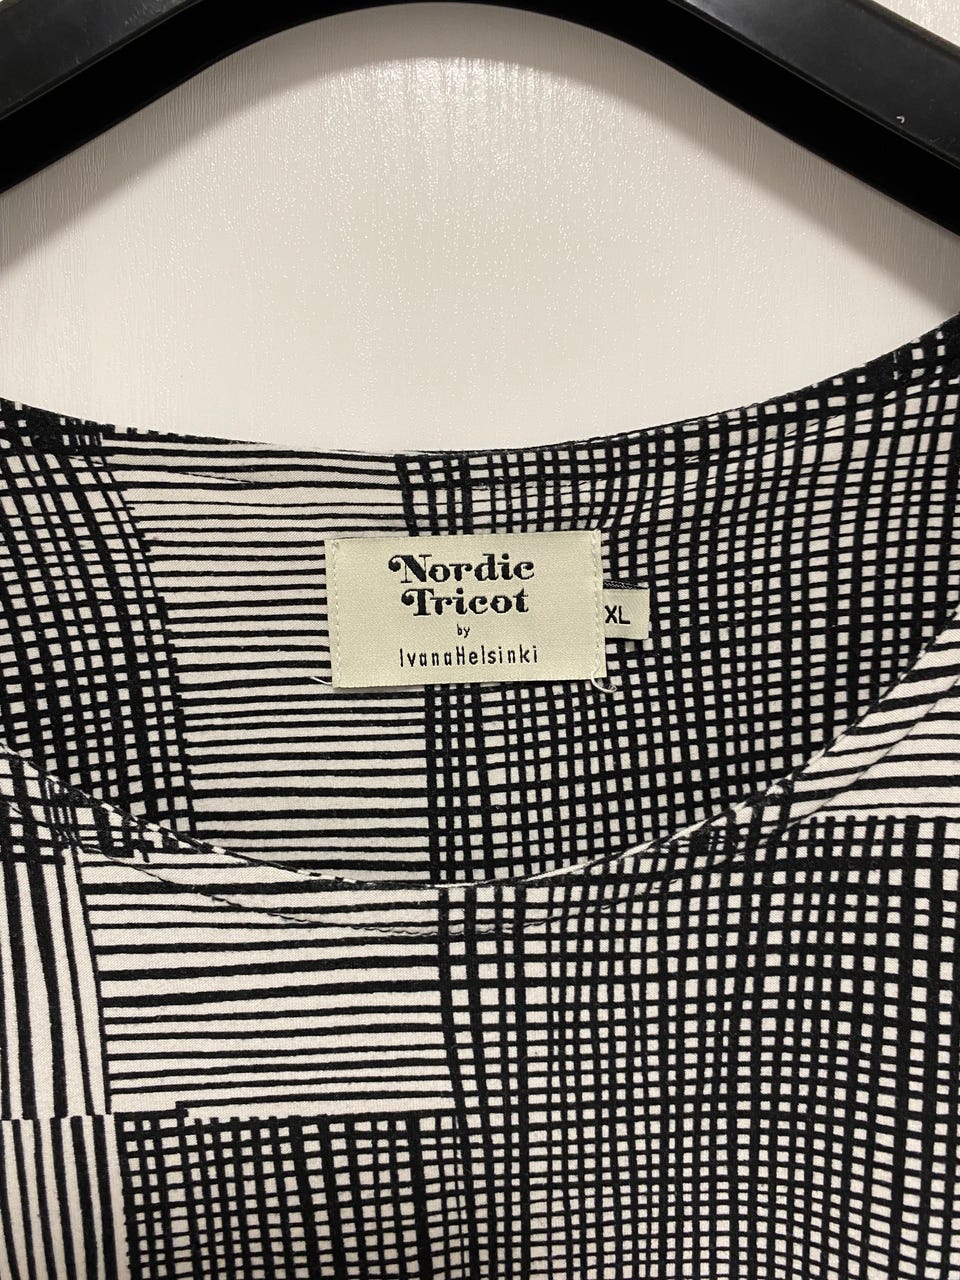 Nordic
Tricot
by
IvanaHelsinki
XL